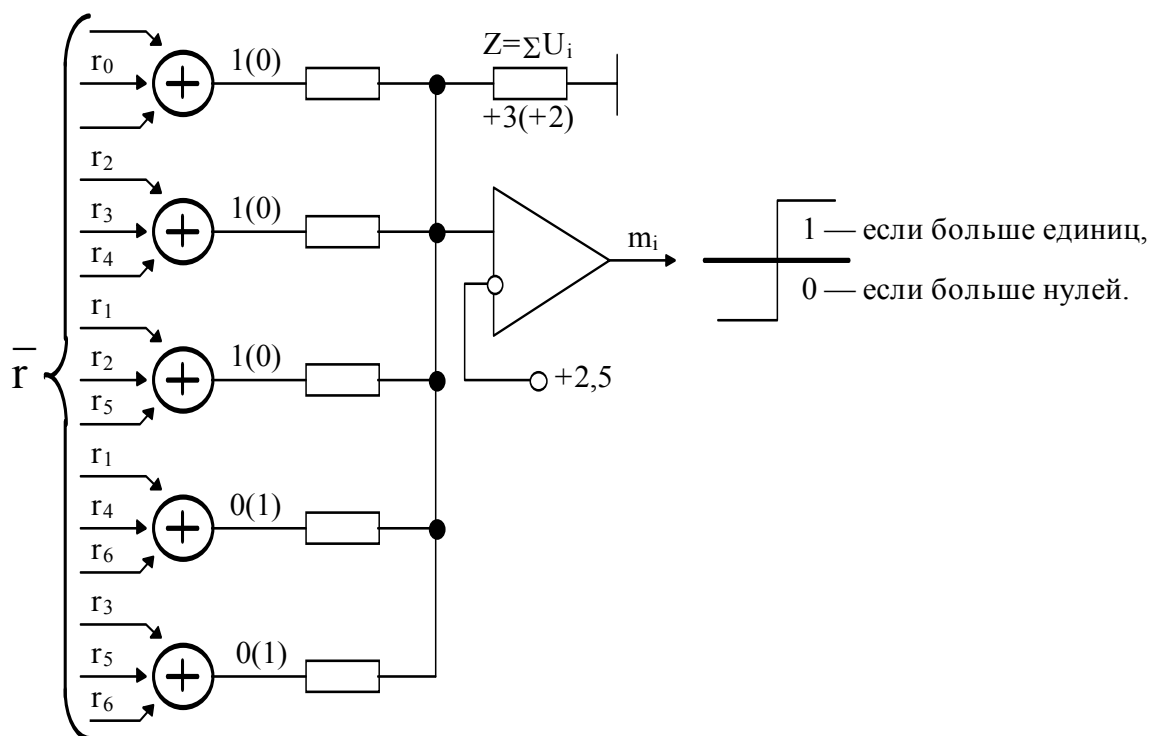 Z=ΣUᵢ
r₀
1(0)
+3(+2)
r₂
r₃
1(0)
r₄
mᵢ
1 — если больше единиц,
0 — если больше нулей.
r₁
r̅
r₂
1(0)
+2,5
r₅
r₁
r₄
0(1)
r₆
r₃
r₅
0(1)
r₆